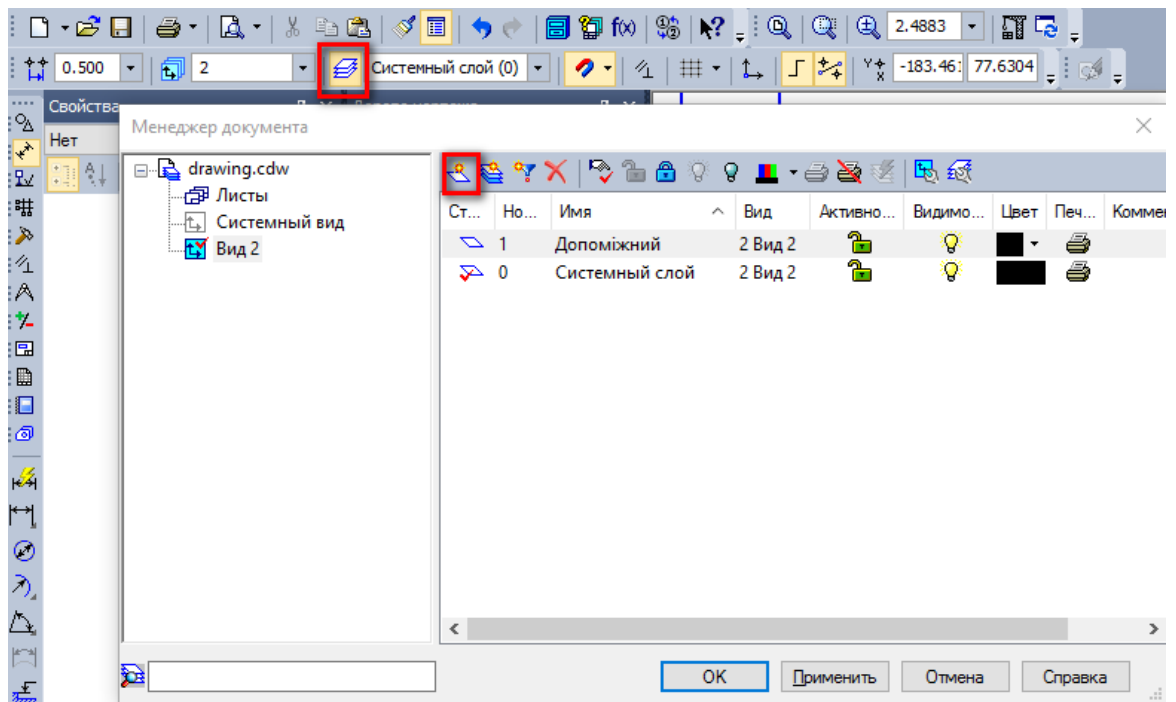 2.4883
0.500 2 Системный слой (0) -183.461 77.6304
Свойства
Нет
Менеджер документа
drawing.cdw
Листы
Системный вид
Вид 2
Ст... Но... Имя Вид Активно... Видимо... Цвет Печ... Коммен
1 Допоміжний 2 Вид 2
0 Системный слой 2 Вид 2
OK Применить Отмена Справка